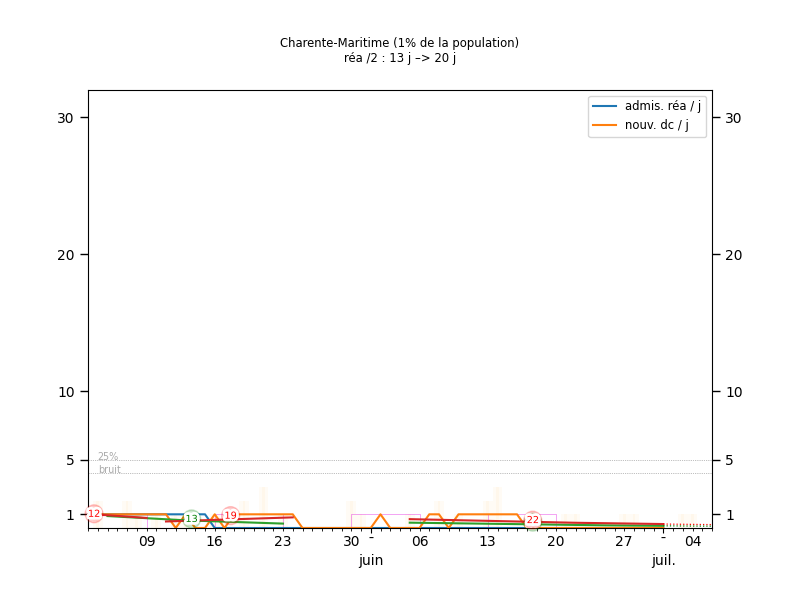 Charente-Maritime (1% de la population)
réa /2 : 13 j –> 20 j
admis. réa / j
nouv. dc / j
30 30
20 20
10 10
25%
5 5
bruit
1 1
12 13 19 22
09 16 23 30 - 06 13 20 27 - 04
juin juil.